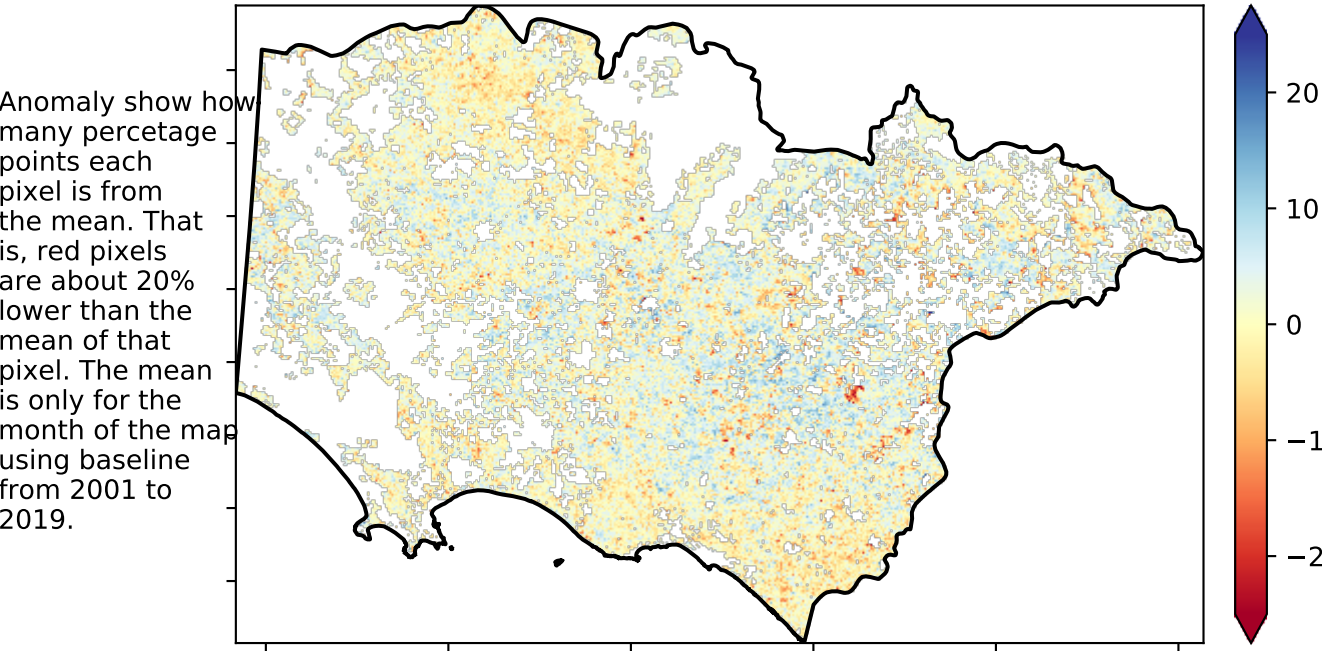 Anomaly show how
many percetage
points each
pixel is from
the mean. That
is, red pixels
are about 20%
lower than the
mean of that
pixel. The mean
is only for the
month of the map
using baseline
from 2001 to
2019.
20
10
0
−1
−2